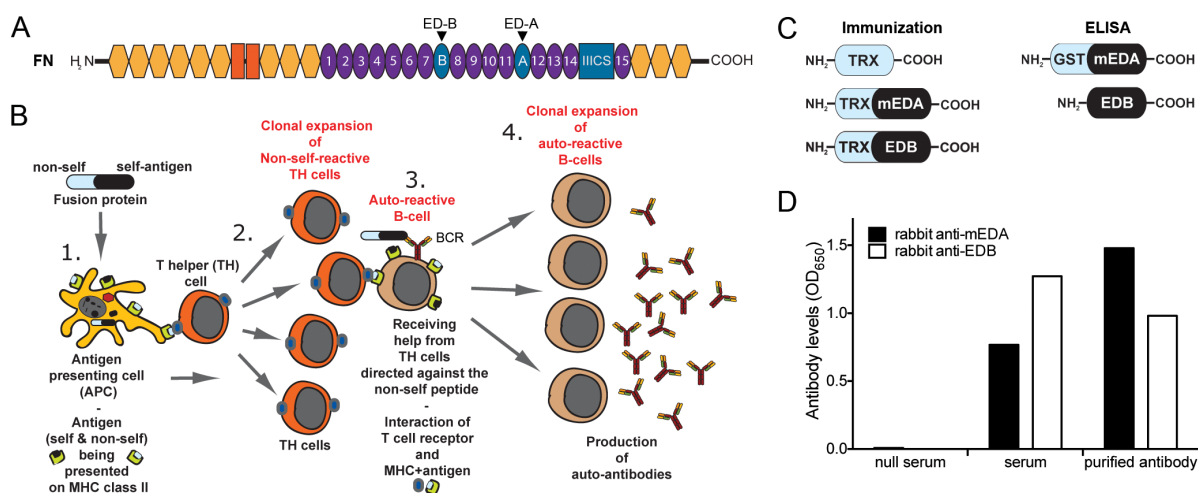 A
ED-B
ED-A
FN
H2N
1 2 3 4 5 6 7 B 8 9 10 11 A 12 13 14 IIICS 15
COOH
B
non-self
self-antigen
Fusion protein
1.
Antigen
presenting cell
(APC)
-
Antigen
(self & non-self)
being
presented
on MHC class II
2.
T helper (TH)
cell
Clonal expansion
of
Non-self-reactive
TH cells
TH cells
3.
Auto-reactive
B-cell
BCR
Receiving
help from
TH cells
directed against the
non-self peptide
-
Interaction of
T cell receptor
and
MHC+antigen
4.
Clonal expansion
of
auto-reactive
B-cells
Production
of
auto-antibodies
C
Immunization
NH2 TRX COOH
NH2 TRX mEDA COOH
NH2 TRX EDB COOH
ELISA
NH2 GST mEDA COOH
NH2 EDB COOH
D
rabbit anti-mEDA
rabbit anti-EDB
Antibody levels (OD650)
1.5
1.0
0.5
0.0
null serum
serum
purified antibody